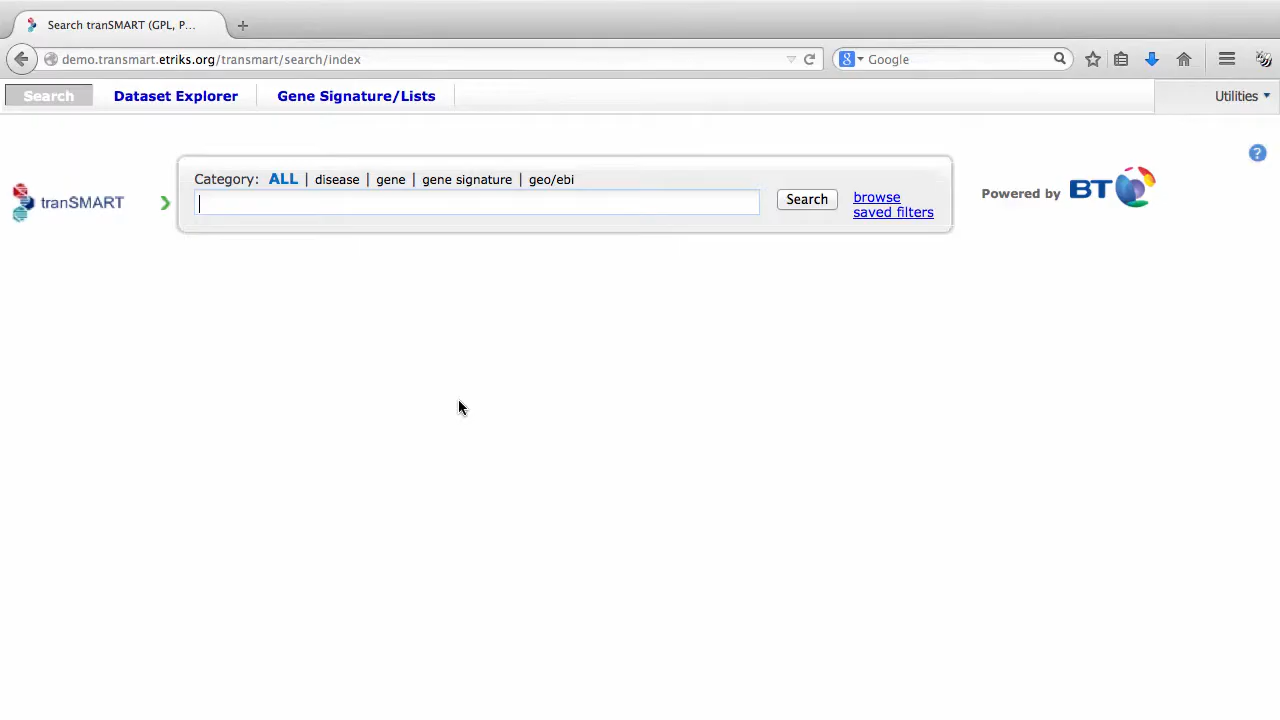 Search tranSMART (GPL, P...
demo.transmart.etriks.org/transmart/search/index
Google
Search
Dataset Explorer
Gene Signature/Lists
Utilities
Category: ALL | disease | gene | gene signature | geo/ebi
tranSMART
Search
browse
saved filters
Powered by BT
?